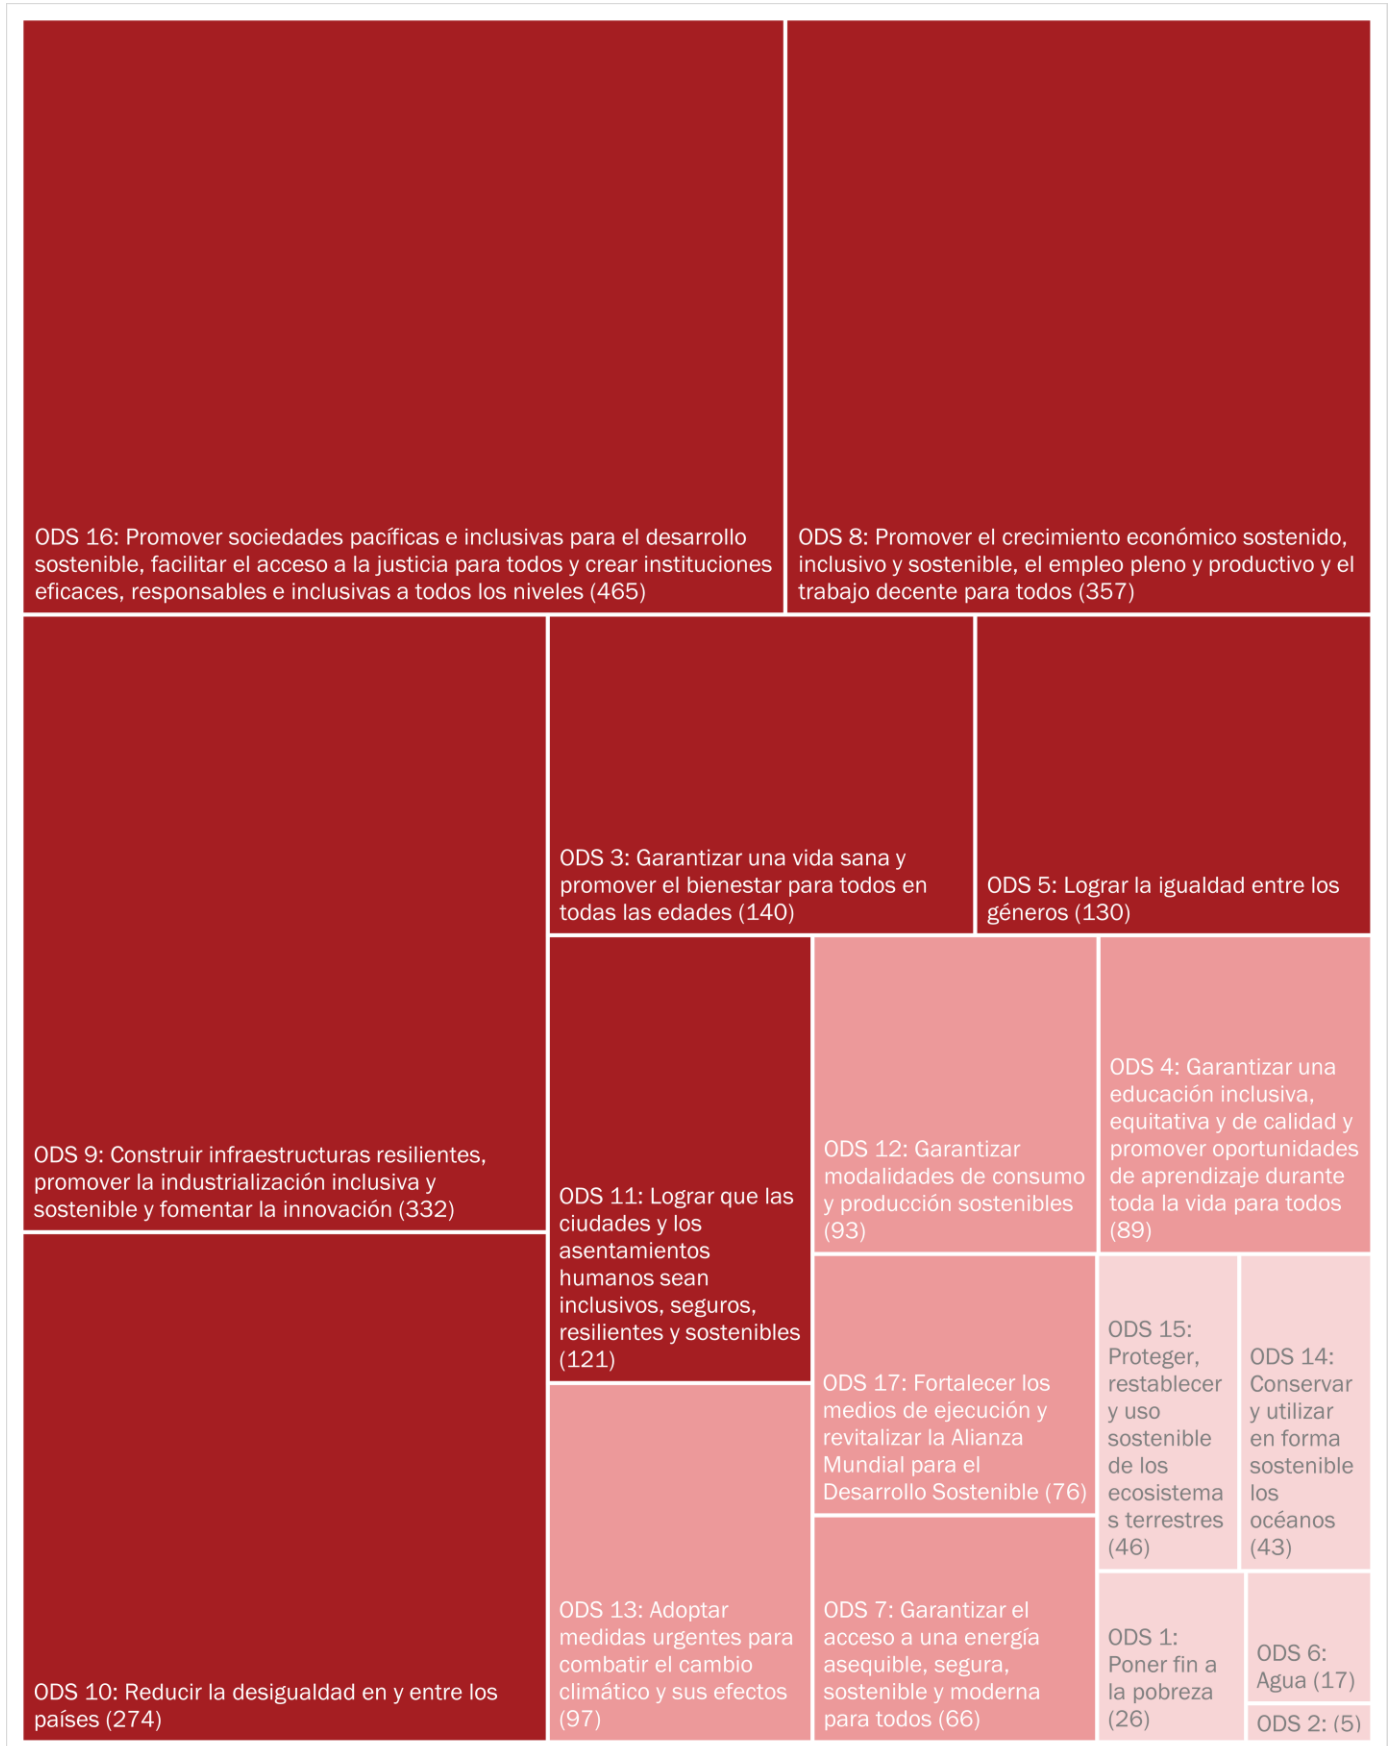 ODS 16: Promover sociedades pacíficas e inclusivas para el desarrollo
sostenible, facilitar el acceso a la justicia para todos y crear instituciones
eficaces, responsables e inclusivas a todos los niveles (465)
ODS 8: Promover el crecimiento económico sostenido,
inclusivo y sostenible, el empleo pleno y productivo y el
trabajo decente para todos (357)
ODS 9: Construir infraestructuras resilientes,
promover la industrialización inclusiva y
sostenible y fomentar la innovación (332)
ODS 3: Garantizar una vida sana y
promover el bienestar para todos en
todas las edades (140)
ODS 5: Lograr la igualdad entre los
géneros (130)
ODS 11: Lograr que las
ciudades y los
asentamientos
humanos sean
inclusivos, seguros,
resilientes y sostenibles
(121)
ODS 12: Garantizar
modalidades de consumo
y producción sostenibles
(93)
ODS 4: Garantizar una
educación inclusiva,
equitativa y de calidad y
promover oportunidades
de aprendizaje durante
toda la vida para todos
(89)
ODS 10: Reducir la desigualdad en y entre los
países (274)
ODS 13: Adoptar
medidas urgentes para
combatir el cambio
climático y sus efectos
(97)
ODS 17: Fortalecer los
medios de ejecución y
revitalizar la Alianza
Mundial para el
Desarrollo Sostenible (76)
ODS 7: Garantizar el
acceso a una energía
asequible, segura,
sostenible y moderna
para todos (66)
ODS 15:
Proteger,
restablecer
y uso
sostenible
de los
ecosistema
s terrestres
(46)
ODS 14:
Conservar
y utilizar
en forma
sostenible
los
océanos
(43)
ODS 1:
Poner fin a
la pobreza
(26)
ODS 6:
Agua (17)
ODS 2: (5)